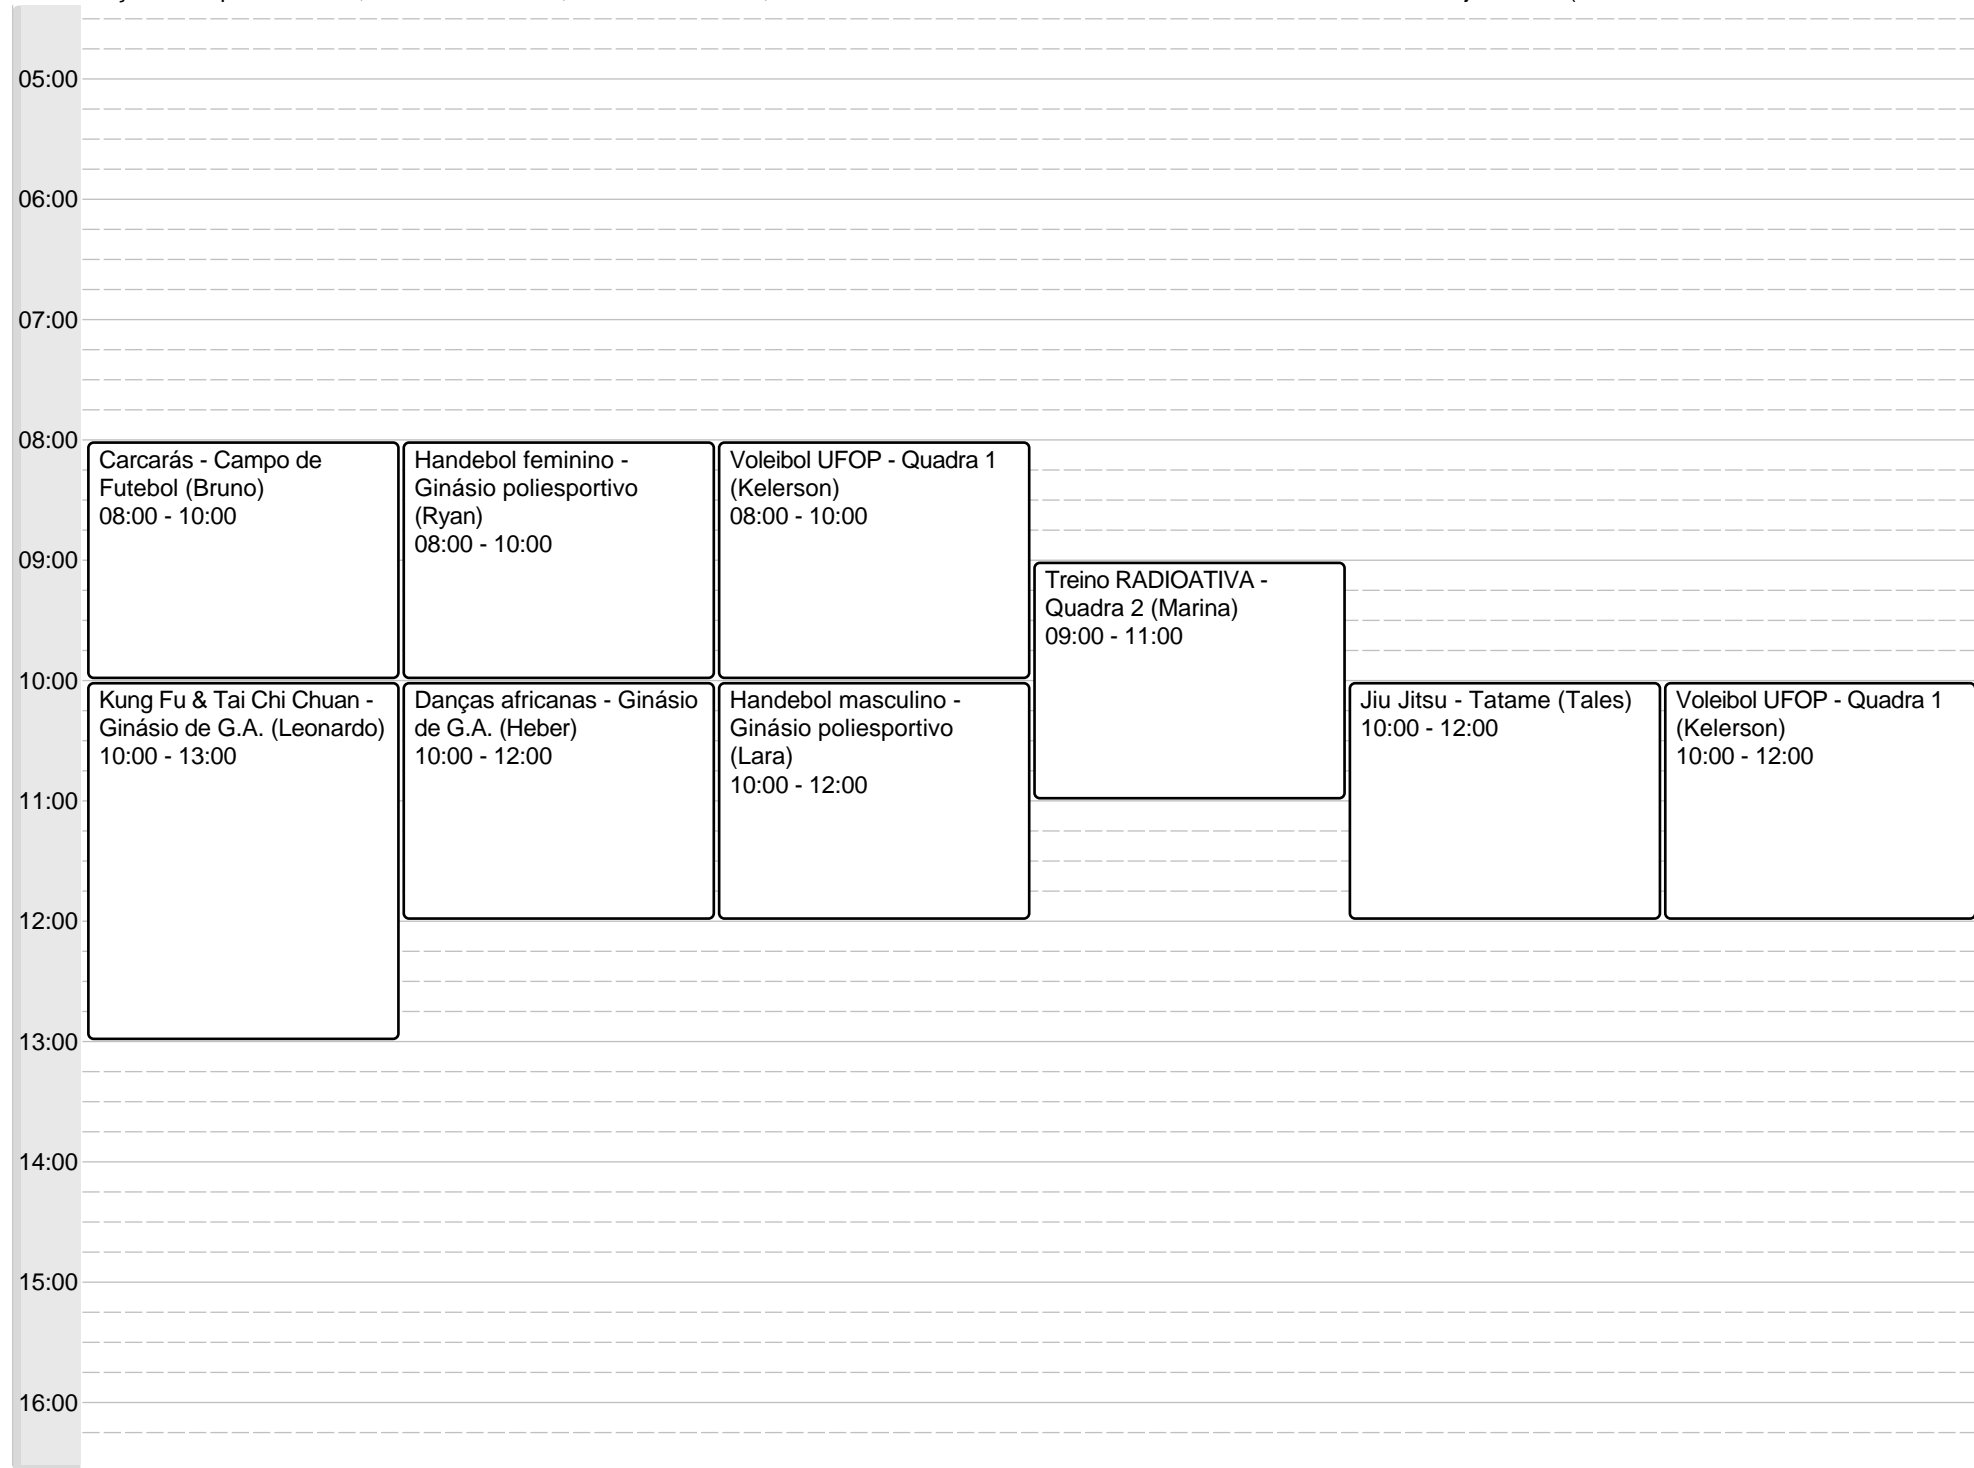 05:00
06:00
07:00
08:00
Carcarás - Campo de
Futebol (Bruno)
08:00 - 10:00
Handebol feminino -
Ginásio poliesportivo
(Ryan)
08:00 - 10:00
Voleibol UFOP - Quadra 1
(Kelerson)
08:00 - 10:00
09:00
Treino RADIOATIVA -
Quadra 2 (Marina)
09:00 - 11:00
10:00
Kung Fu & Tai Chi Chuan -
Ginásio de G.A. (Leonardo)
10:00 - 13:00
Danças africanas - Ginásio
de G.A. (Heber)
10:00 - 12:00
Handebol masculino -
Ginásio poliesportivo
(Lara)
10:00 - 12:00
Jiu Jitsu - Tatame (Tales)
10:00 - 12:00
Voleibol UFOP - Quadra 1
(Kelerson)
10:00 - 12:00
11:00
12:00
13:00
14:00
15:00
16:00